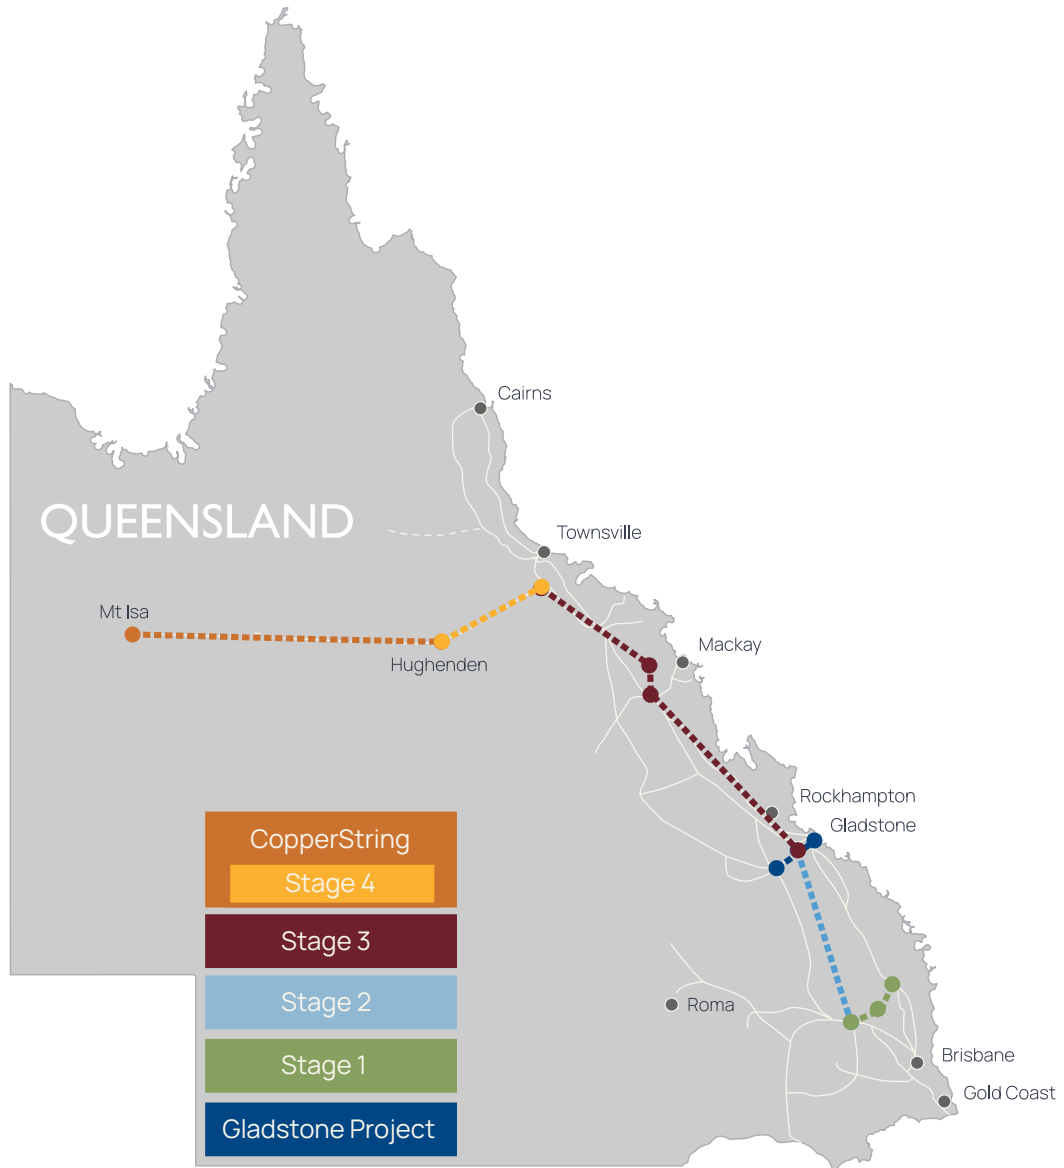 Cairns
QUEENSLAND
Townsville
Mt Isa
Hughenden
Mackay
Rockhampton
Gladstone
CopperString
Stage 4
Stage 3
Stage 2
Roma
Stage 1
Brisbane
Gold Coast
Gladstone Project